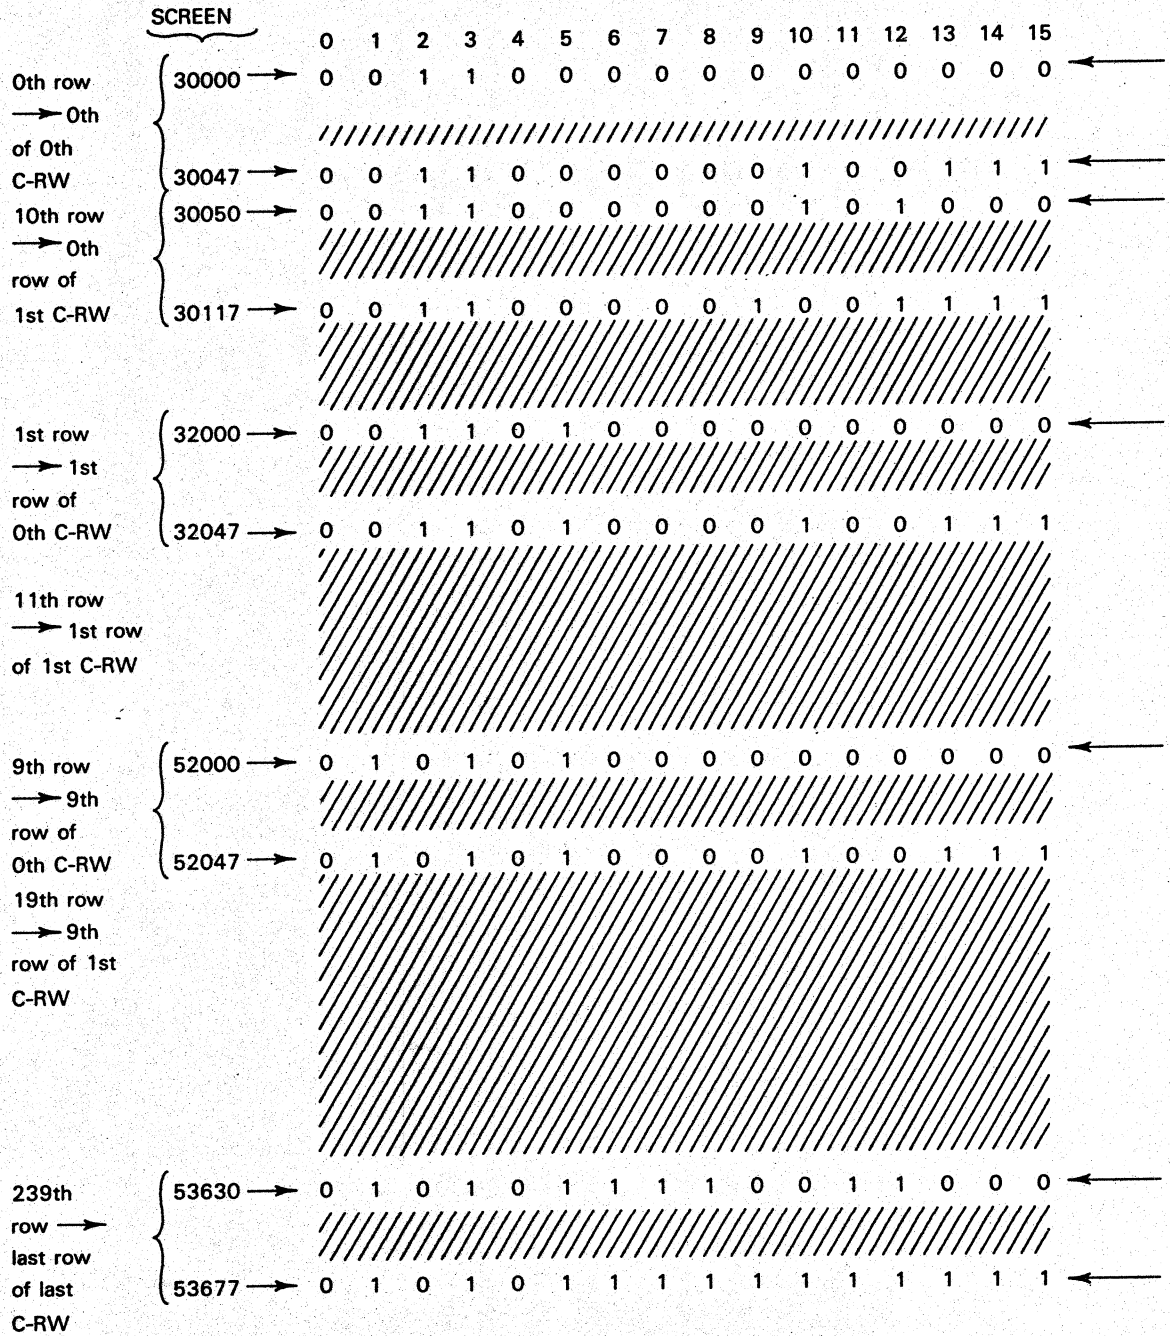 SCREEN
0 1 2 3 4 5 6 7 8 9 10 11 12 13 14 15
0th row
→ 0th
of 0th
C-RW
30000 → 0 0 1 1 0 0 0 0 0 0 0 0 0 0 0 0 ←
30047 → 0 0 1 1 0 0 0 0 0 0 1 0 0 1 1 1 ←
10th row
→ 0th
row of
1st C-RW
30050 → 0 0 1 1 0 0 0 0 0 0 1 0 1 0 0 0 ←
30117 → 0 0 1 1 0 0 0 0 0 1 0 0 1 1 1 1
1st row
→ 1st
row of
0th C-RW
32000 → 0 0 1 1 0 1 0 0 0 0 0 0 0 0 0 0 ←
32047 → 0 0 1 1 0 1 0 0 0 0 1 0 0 1 1 1
11th row
→ 1st row
of 1st C-RW
9th row
→ 9th
row of
0th C-RW
52000 → 0 1 0 1 0 1 0 0 0 0 0 0 0 0 0 0 ←
52047 → 0 1 0 1 0 1 0 0 0 0 1 0 0 1 1 1
19th row
→ 9th
row of 1st
C-RW
239th
row →
last row
of last
C-RW
53630 → 0 1 0 1 0 1 1 1 1 0 0 1 1 0 0 0 ←
53677 → 0 1 0 1 0 1 1 1 1 1 1 1 1 1 1 1 ←